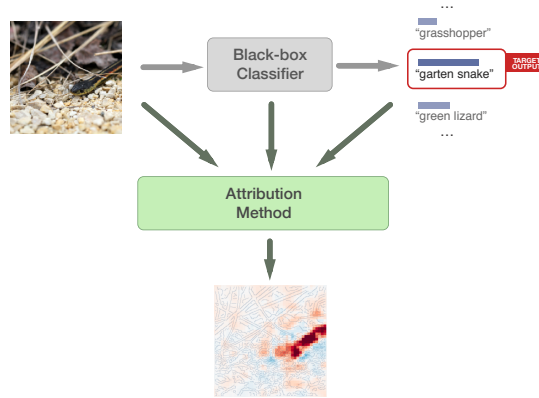 ...
"grasshopper"
Black-box
Classifier
TARGET
OUTPUT
"garten snake"
"green lizard"
...
Attribution
Method